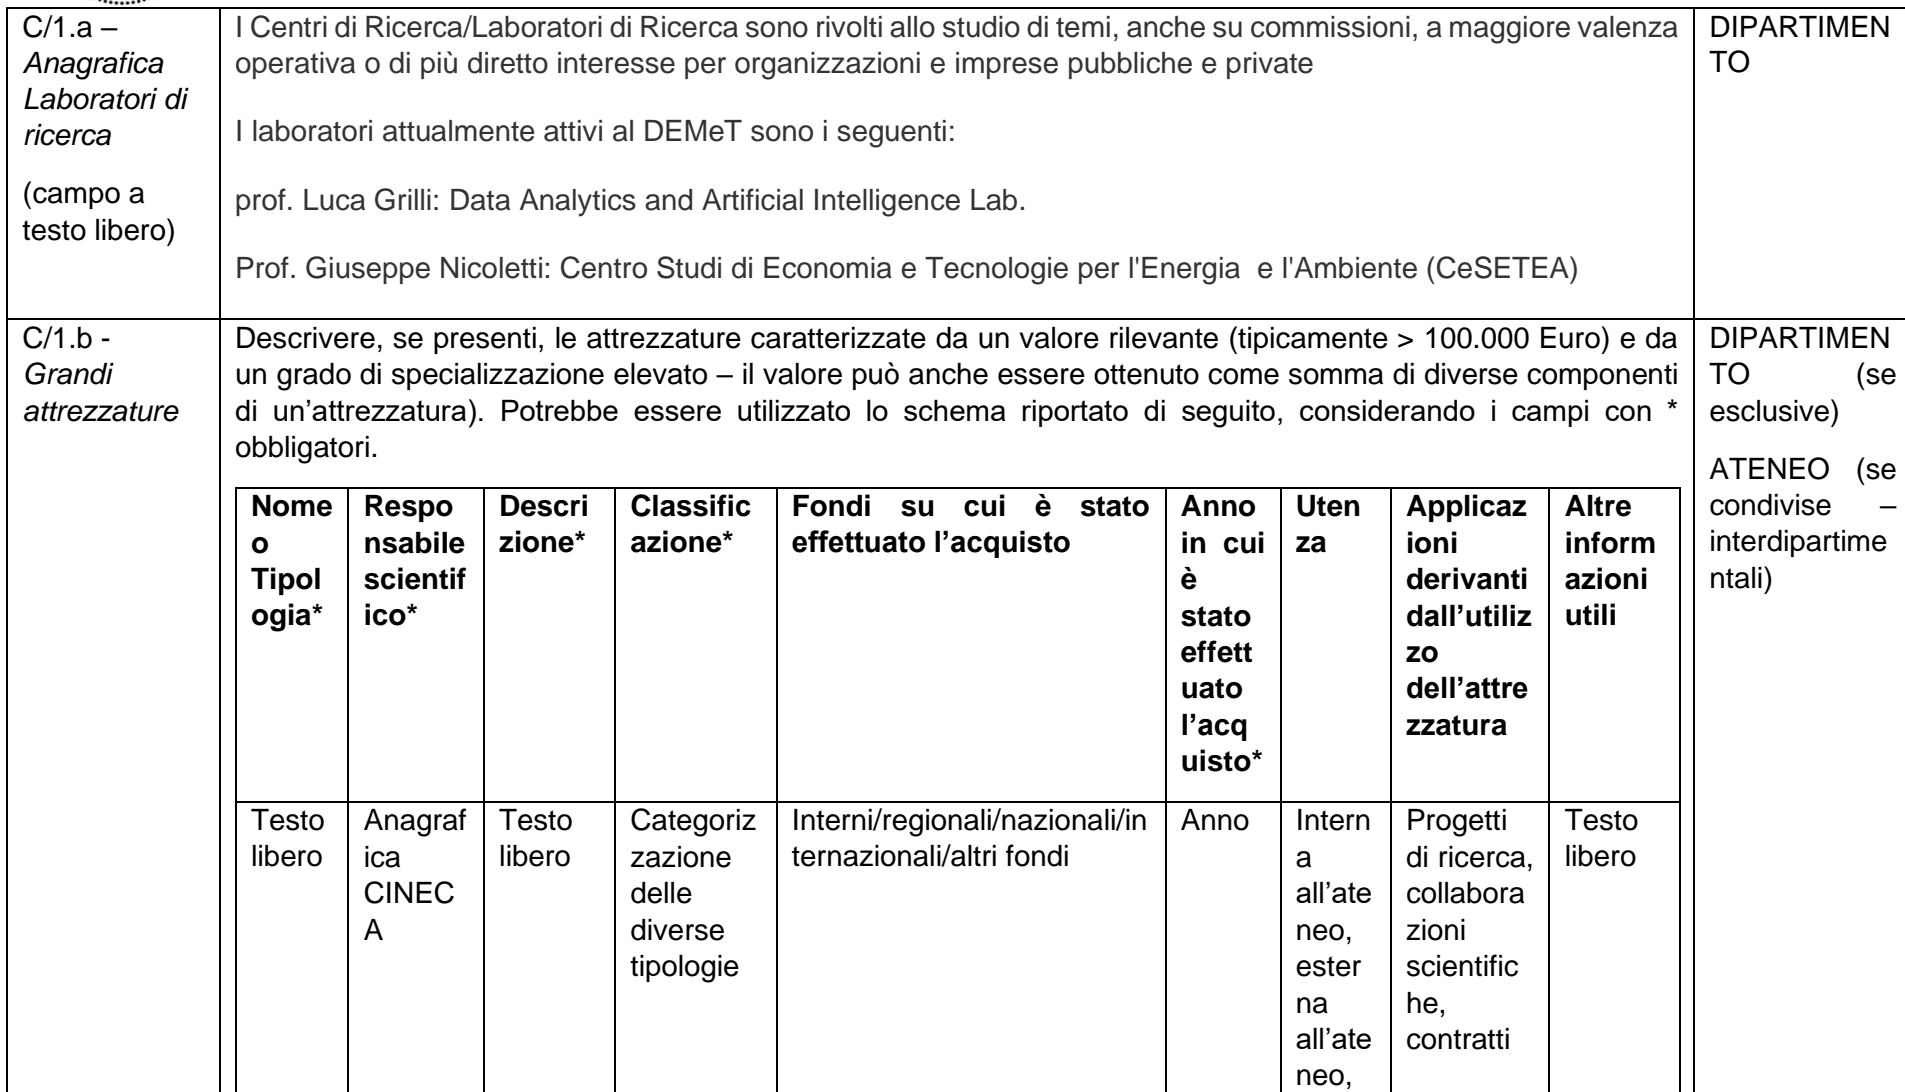 C/1.a –
Anagrafica
Laboratori di
ricerca
(campo a
testo libero)
I Centri di Ricerca/Laboratori di Ricerca sono rivolti allo studio di temi, anche su commissioni, a maggiore valenza
operativa o di più diretto interesse per organizzazioni e imprese pubbliche e private
I laboratori attualmente attivi al DEMeT sono i seguenti:
prof. Luca Grilli: Data Analytics and Artificial Intelligence Lab.
Prof. Giuseppe Nicoletti: Centro Studi di Economia e Tecnologie per l'Energia e l'Ambiente (CeSETEA)
DIPARTIMEN
TO
C/1.b -
Grandi
attrezzature
Descrivere, se presenti, le attrezzature caratterizzate da un valore rilevante (tipicamente > 100.000 Euro) e da
un grado di specializzazione elevato – il valore può anche essere ottenuto come somma di diverse componenti
di un’attrezzatura). Potrebbe essere utilizzato lo schema riportato di seguito, considerando i campi con *
obbligatori.
Nome
o
Tipol
ogia*
Respo
nsabile
scientif
ico*
Descri
zione*
Classific
azione*
Fondi su cui è stato
effettuato l’acquisto
Anno
in cui
è
stato
effett
uato
l’acq
uisto*
Uten
za
Applicaz
ioni
derivanti
dall’utiliz
zo
dell’attre
zzatura
Altre
inform
azioni
utili
Testo
libero
Anagraf
ica
CINEC
A
Testo
libero
Categoriz
zazione
delle
diverse
tipologie
Interni/regionali/nazionali/in
ternazionali/altri fondi
Anno
Intern
a
all’ate
neo,
ester
na
all’ate
neo,
Progetti
di ricerca,
collabora
zioni
scientific
he,
contratti
Testo
libero
DIPARTIMEN
TO (se
esclusive)
ATENEO (se
condivise –
interdipartime
ntali)